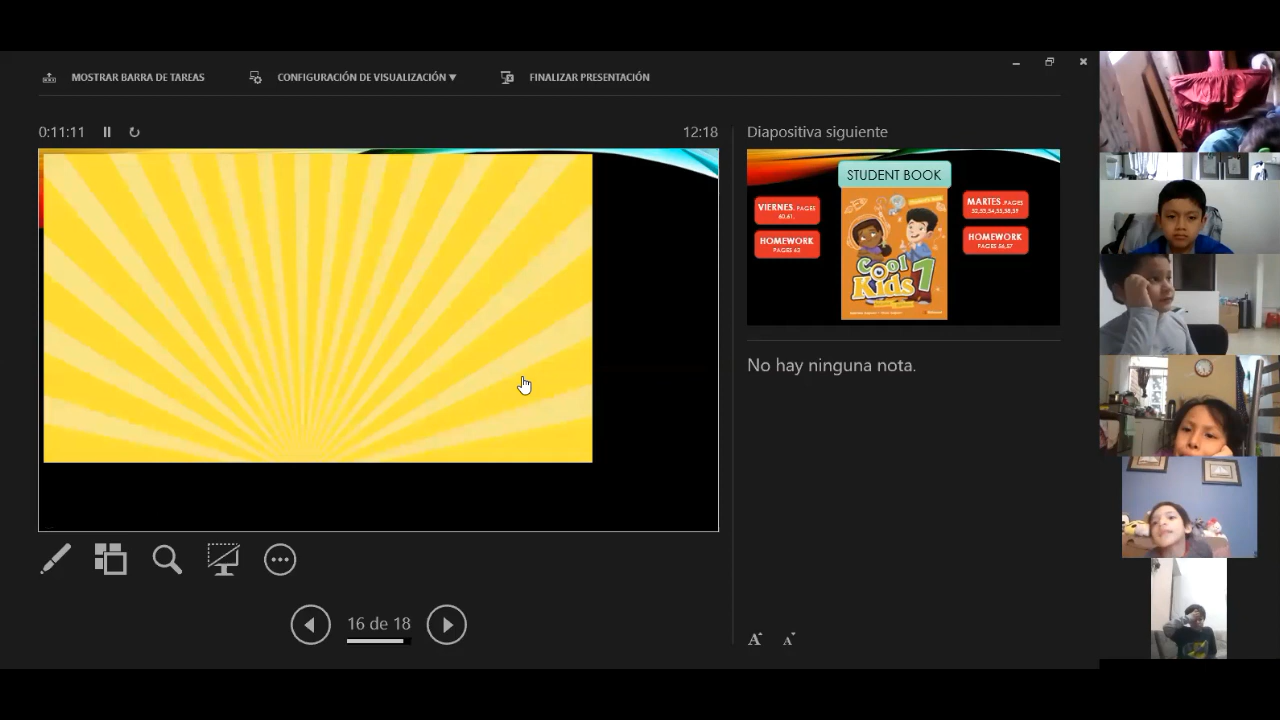 MOSTRAR BARRA DE TAREAS
CONFIGURACIÓN DE VISUALIZACIÓN ▼
FINALIZAR PRESENTACIÓN
0:11:11
12:18
Diapositiva siguiente
STUDENT BOOK
VIERNES. PAGES
60,61.
HOMEWORK
PAGES 62
MARTES .PAGES
HOMEWORK
PAGES 56,57
Cool
Kids 1
No hay ninguna nota.
16 de 18
A A